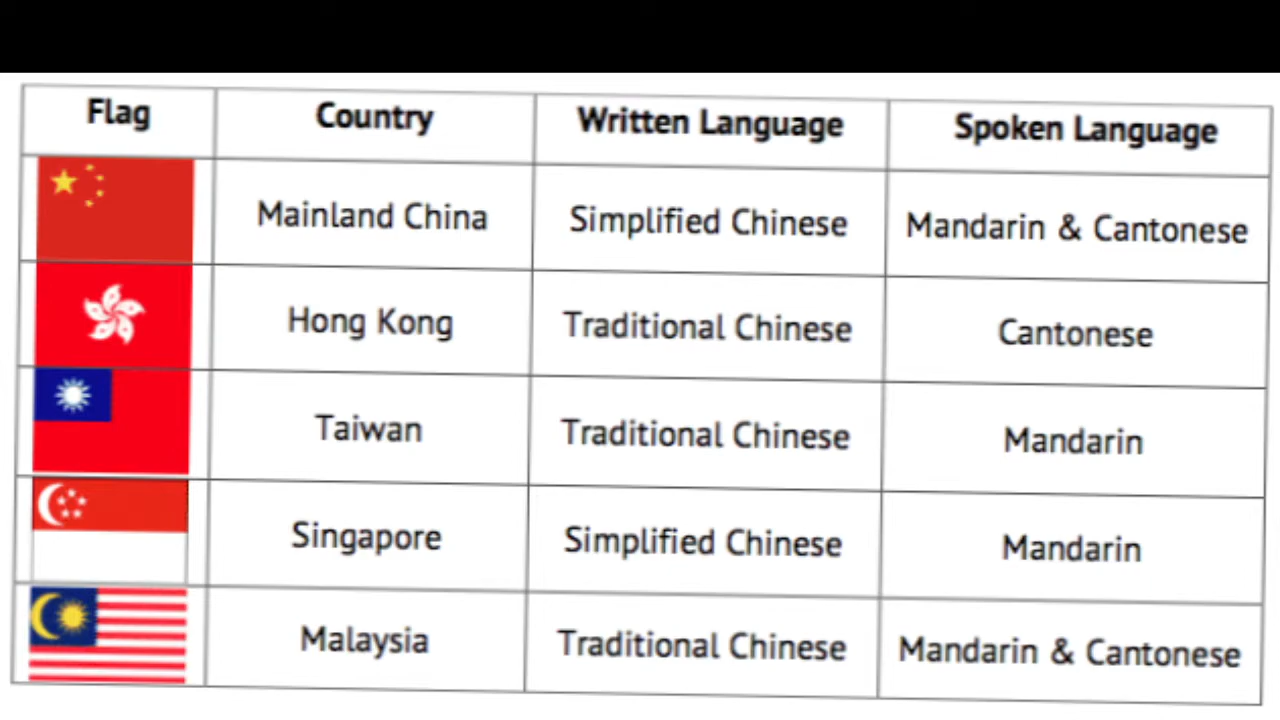 Flag Country Written Language Spoken Language
Mainland China Simplified Chinese Mandarin & Cantonese
Hong Kong Traditional Chinese Cantonese
Taiwan Traditional Chinese Mandarin
Singapore Simplified Chinese Mandarin
Malaysia Traditional Chinese Mandarin & Cantonese